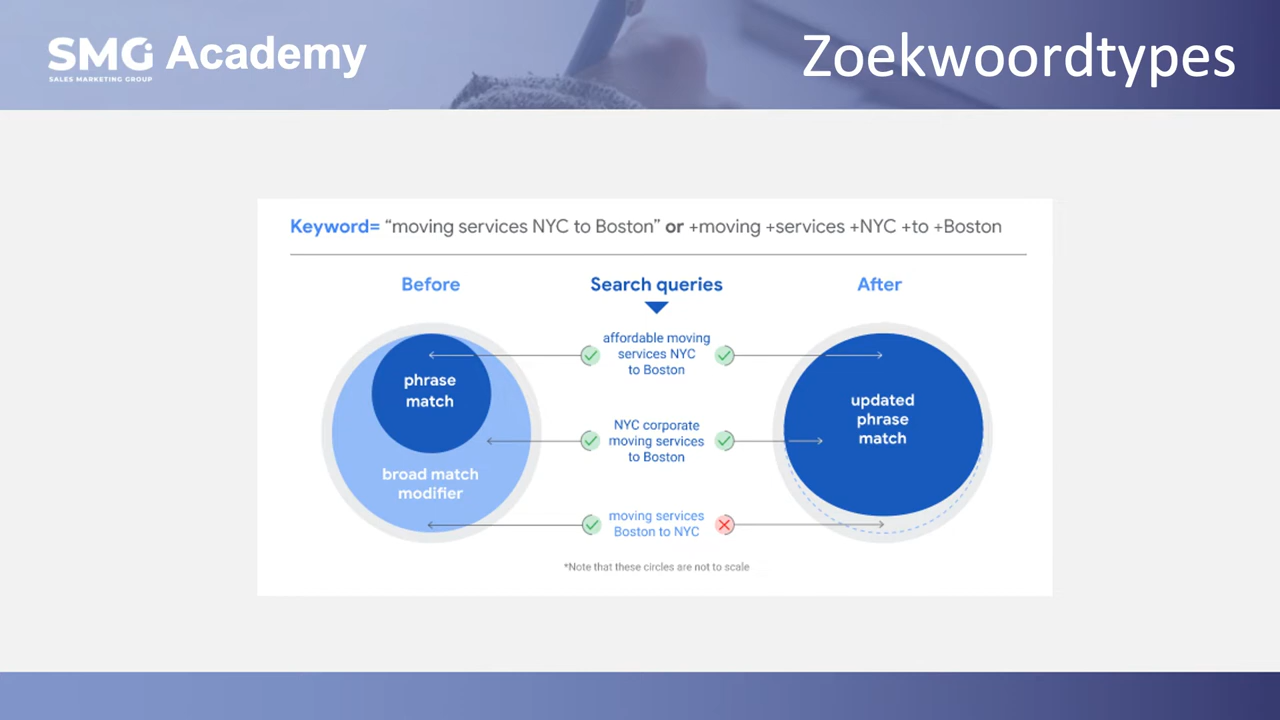 SMG Academy
SALES MARKETING GROUP
Zoekwoordtypes
Keyword= “moving services NYC to Boston” or +moving +services +NYC +to +Boston
Before
Search queries
After
affordable moving
services NYC
to Boston
phrase
match
updated
phrase
match
NYC corporate
moving services
to Boston
broad match
modifier
moving services
Boston to NYC
*Note that these circles are not to scale